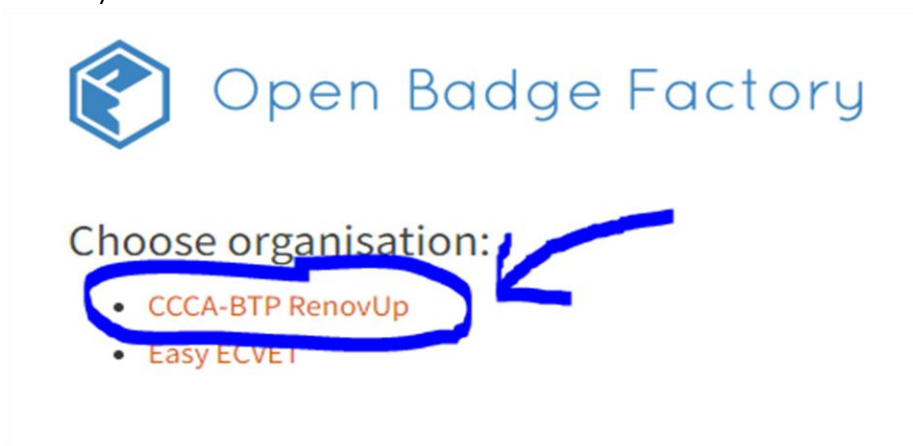 Open Badge Factory
Choose organisation:
CCCA-BTP RenovUp
Easy ECVET